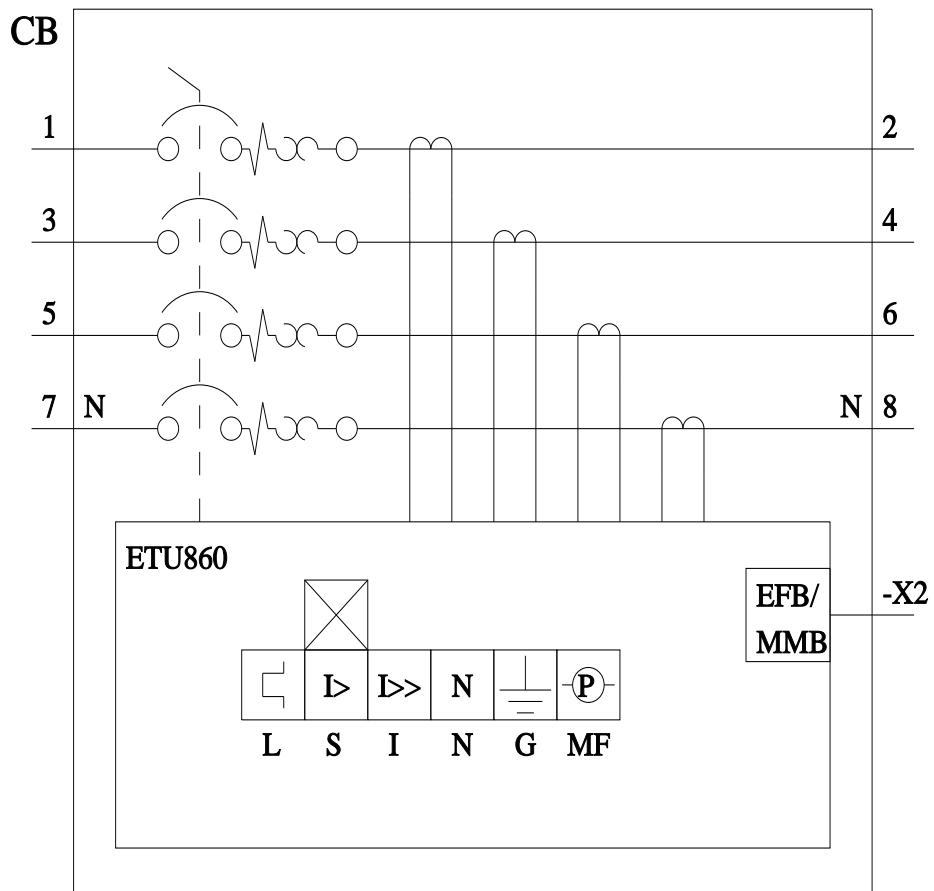 CB
1 2
3 4
5 6
7 N N 8
ETU860
EFB/ -X2
MMB
I> I>> N P
L S I N G MF